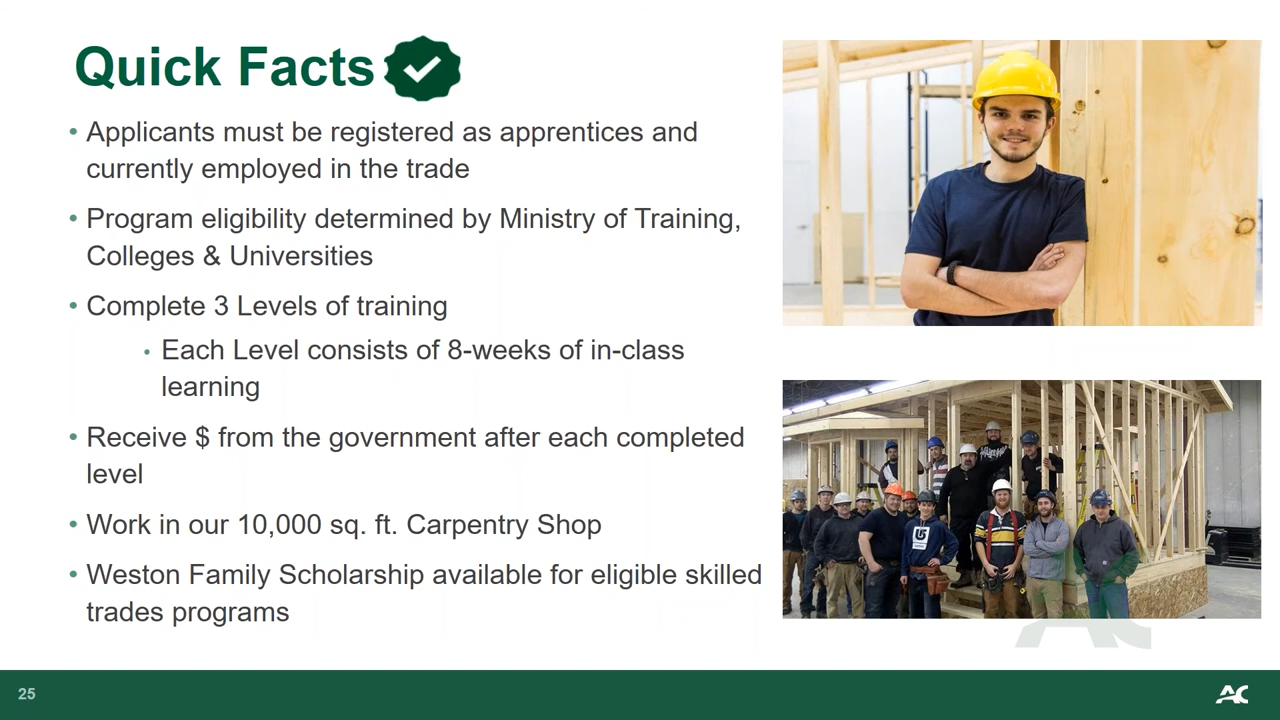 Quick Facts
• Applicants must be registered as apprentices and
currently employed in the trade
• Program eligibility determined by Ministry of Training,
Colleges & Universities
• Complete 3 Levels of training
• Each Level consists of 8-weeks of in-class
learning
• Receive $ from the government after each completed
level
• Work in our 10,000 sq. ft. Carpentry Shop
• Weston Family Scholarship available for eligible skilled
trades programs
25
AC